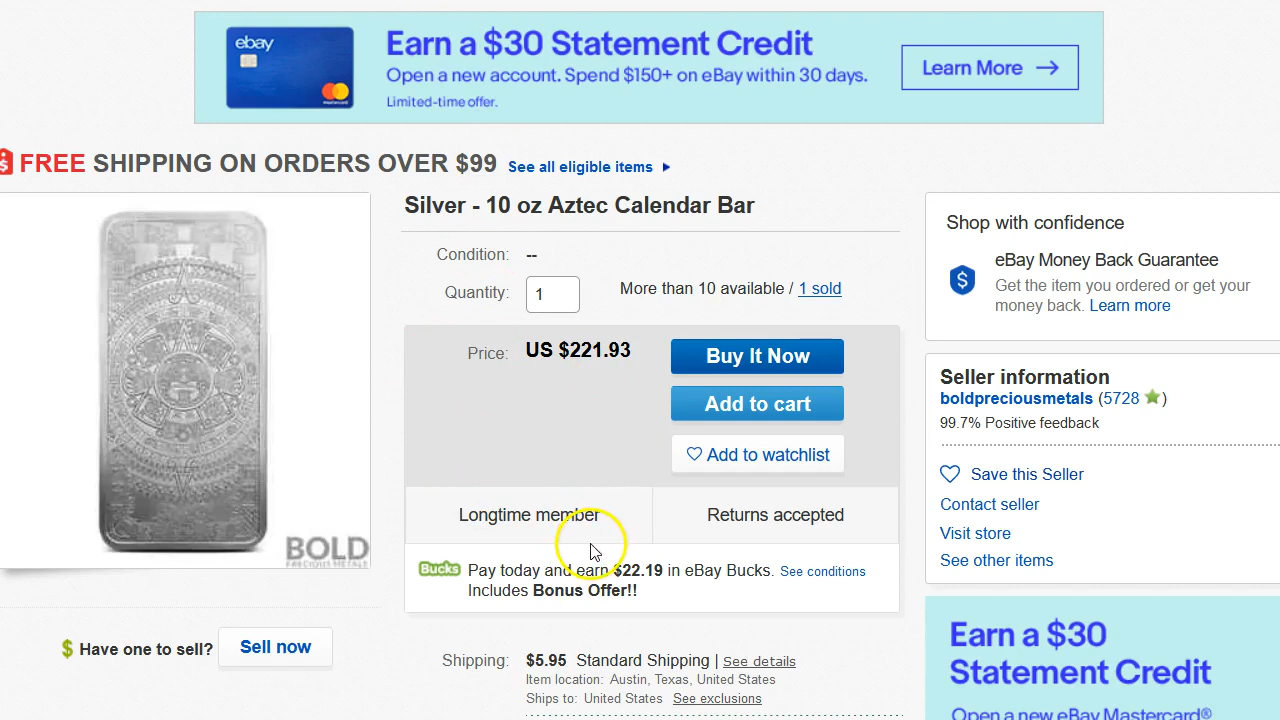 ebay
mastercard
Earn a $30 Statement Credit
Open a new account. Spend $150+ on eBay within 30 days.
Limited-time offer.
Learn More →
FREE SHIPPING ON ORDERS OVER $99 See all eligible items
Silver - 10 oz Aztec Calendar Bar
Condition: --
Quantity: 1 More than 10 available / 1 sold
Price: US $221.93
Buy It Now
Add to cart
Add to watchlist
Longtime member Returns accepted
Bucks Pay today and earn $22.19 in eBay Bucks. See conditions
Includes Bonus Offer!!
Shipping: $5.95 Standard Shipping | See details
Item location: Austin, Texas, United States
Ships to: United States See exclusions
BOLD
PRECIOUS METALS
$ Have one to sell? Sell now
Shop with confidence
eBay Money Back Guarantee
Get the item you ordered or get your
money back. Learn more
Seller information
boldpreciousmetals (5728 )
99.7% Positive feedback
Save this Seller
Contact seller
Visit store
See other items
Earn a $30
Statement Credit
Open a new eBay Mastercard®